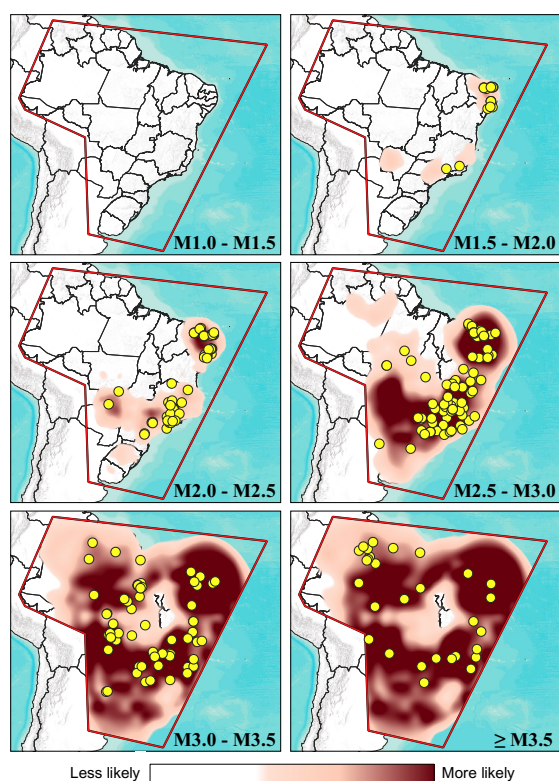 M1.0 - M1.5
M1.5 - M2.0
M2.0 - M2.5
M2.5 - M3.0
M3.0 - M3.5
≥ M3.5
Less likely
More likely